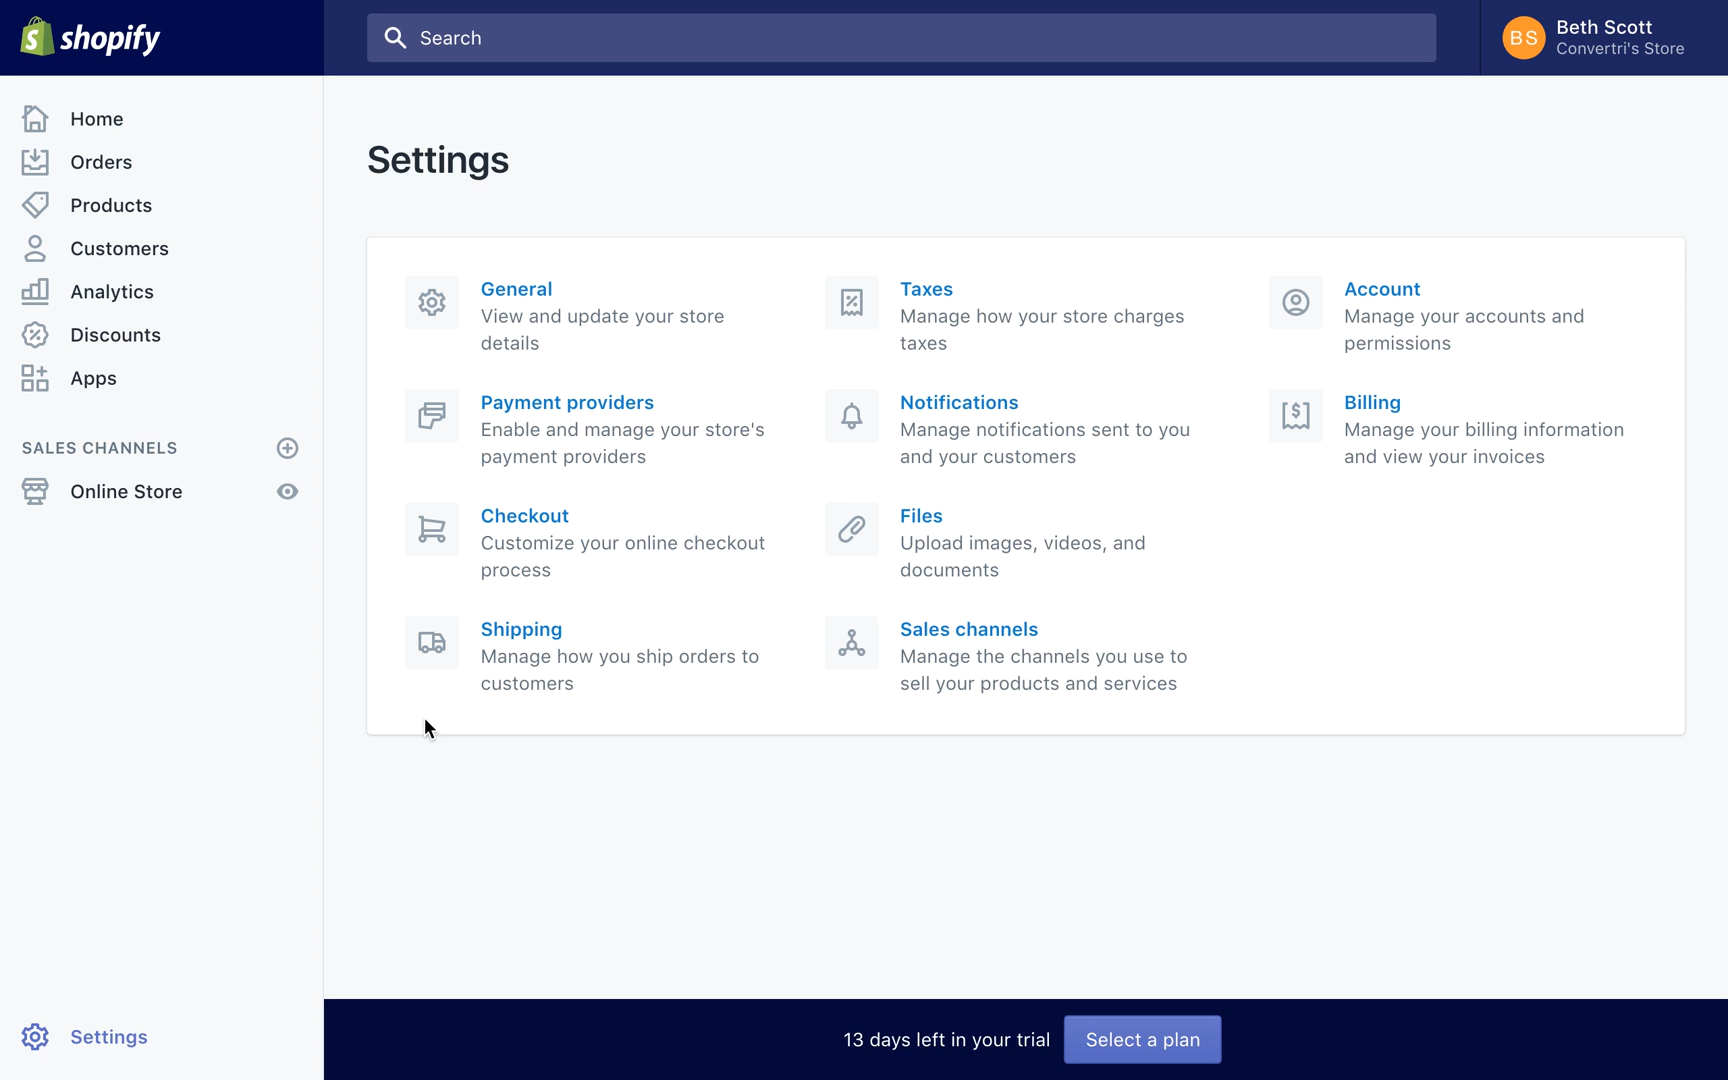 shopify
Search
BS
Beth Scott
Convertri's Store
Home
Orders
Products
Customers
Analytics
Discounts
Apps
SALES CHANNELS
Online Store
Settings
Settings
General
View and update your store
details
Payment providers
Enable and manage your store's
payment providers
Checkout
Customize your online checkout
process
Shipping
Manage how you ship orders to
customers
Taxes
Manage how your store charges
taxes
Notifications
Manage notifications sent to you
and your customers
Files
Upload images, videos, and
documents
Sales channels
Manage the channels you use to
sell your products and services
Account
Manage your accounts and
permissions
Billing
Manage your billing information
and view your invoices
13 days left in your trial
Select a plan